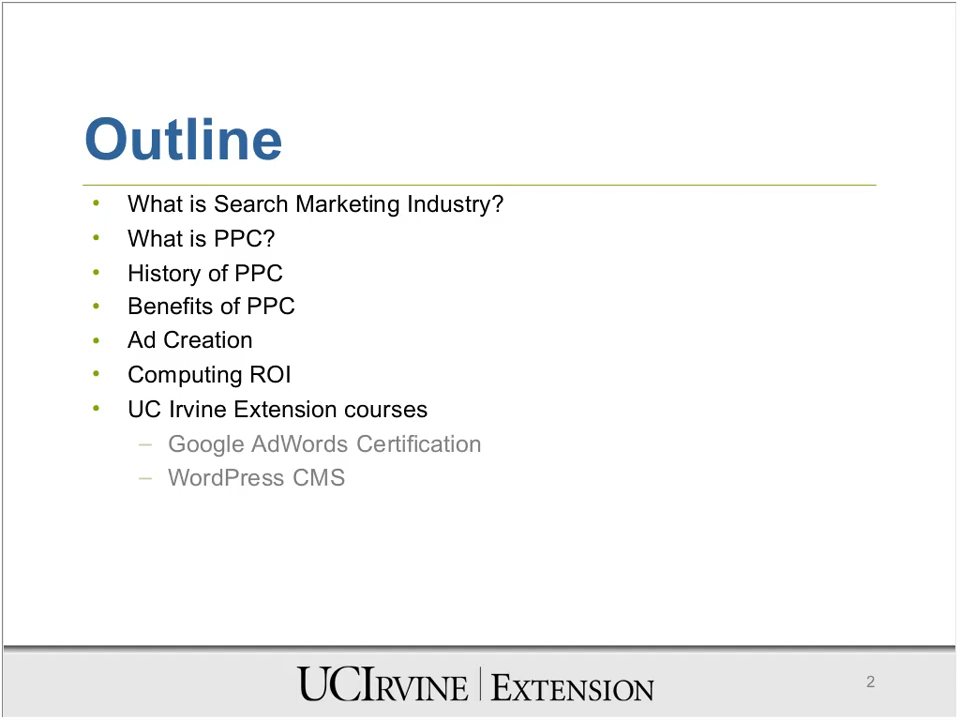 Outline
• What is Search Marketing Industry?
• What is PPC?
• History of PPC
• Benefits of PPC
• Ad Creation
• Computing ROI
• UC Irvine Extension courses
– Google AdWords Certification
– WordPress CMS
UCIRVINE | EXTENSION
2